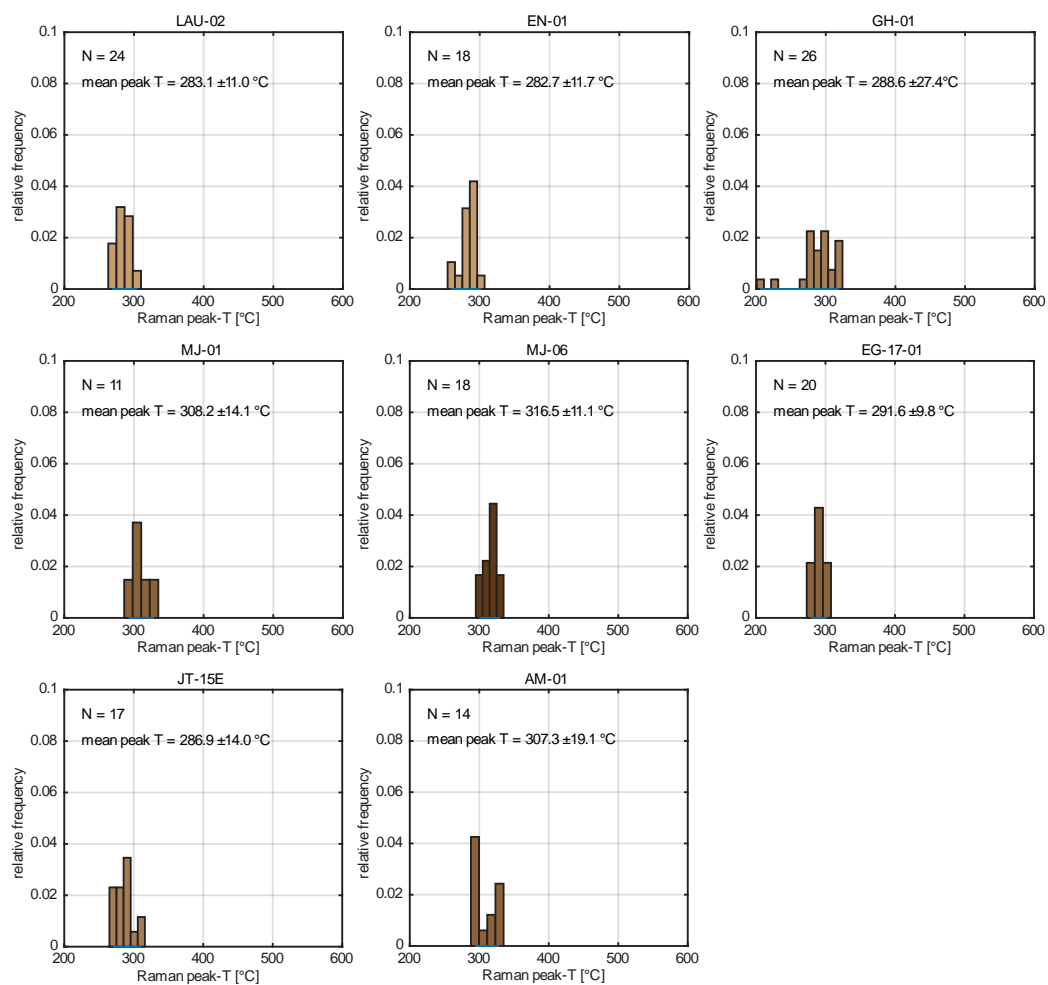 LAU-02
0.1
0.08
0.06
0.04
0.02
0
relative frequency
N = 24
mean peak T = 283.1 ±11.0 °C
200 300 400 500 600
Raman peak-T [°C]
EN-01
0.1
0.08
0.06
0.04
0.02
0
relative frequency
N = 18
mean peak T = 282.7 ±11.7 °C
200 300 400 500 600
Raman peak-T [°C]
GH-01
0.1
0.08
0.06
0.04
0.02
0
relative frequency
N = 26
mean peak T = 288.6 ±27.4°C
200 300 400 500 600
Raman peak-T [°C]
MJ-01
0.1
0.08
0.06
0.04
0.02
0
relative frequency
N = 11
mean peak T = 308.2 ±14.1 °C
200 300 400 500 600
Raman peak-T [°C]
MJ-06
0.1
0.08
0.06
0.04
0.02
0
relative frequency
N = 18
mean peak T = 316.5 ±11.1 °C
200 300 400 500 600
Raman peak-T [°C]
EG-17-01
0.1
0.08
0.06
0.04
0.02
0
relative frequency
N = 20
mean peak T = 291.6 ±9.8 °C
200 300 400 500 600
Raman peak-T [°C]
JT-15E
0.1
0.08
0.06
0.04
0.02
0
relative frequency
N = 17
mean peak T = 286.9 ±14.0 °C
200 300 400 500 600
Raman peak-T [°C]
AM-01
0.1
0.08
0.06
0.04
0.02
0
relative frequency
N = 14
mean peak T = 307.3 ±19.1 °C
200 300 400 500 600
Raman peak-T [°C]